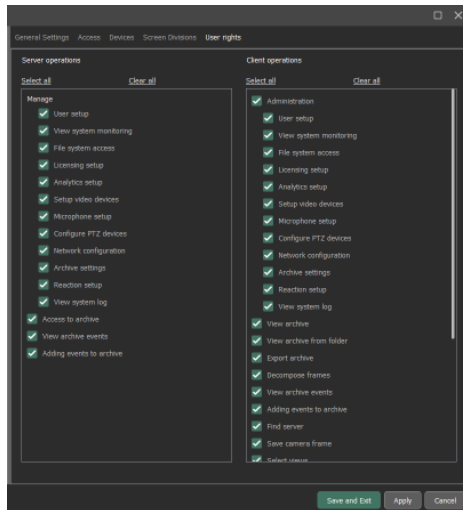 General Settings Access Devices Screen Divisions User rights
Server operations
Select all Clear all
Manage
User setup
View system monitoring
File system access
Licensing setup
Analytics setup
Setup video devices
Microphone setup
Configure PTZ devices
Network configuration
Archive settings
Reaction setup
View system log
Access to archive
View archive events
Adding events to archive
Client operations
Select all Clear all
Administration
User setup
View system monitoring
File system access
Licensing setup
Analytics setup
Setup video devices
Microphone setup
Configure PTZ devices
Network configuration
Archive settings
Reaction setup
View system log
View archive
View archive from folder
Export archive
Decompose frames
View archive events
Adding events to archive
Find server
Save camera frame
Select views
Save and Exit Apply Cancel